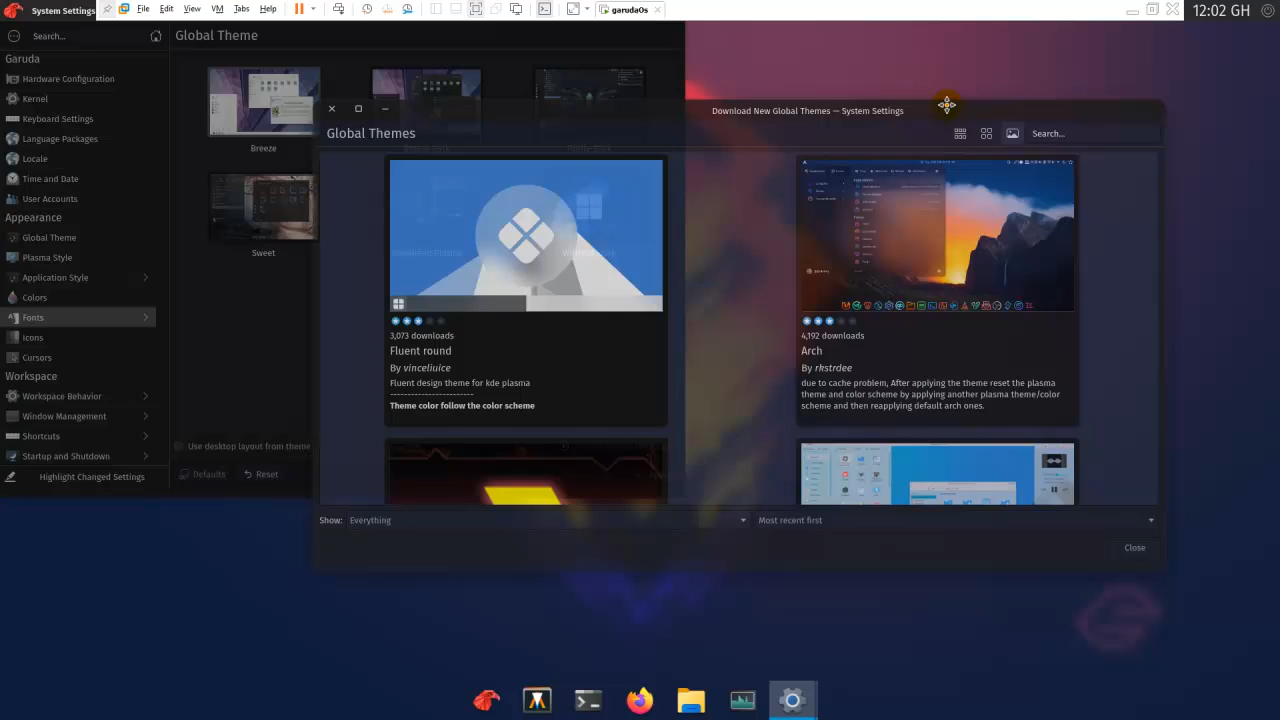 System Settings
File Edit View VM Tabs Help
garudaOs
12:02 GH
Search...
Global Theme
Garuda
Hardware Configuration
Kernel
Keyboard Settings
Language Packages
Locale
Time and Date
User Accounts
Appearance
Global Theme
Plasma Style
Application Style
Colors
Fonts
Icons
Cursors
Workspace
Workspace Behavior
Window Management
Shortcuts
Startup and Shutdown
Highlight Changed Settings
Breeze
Sweet
Use desktop layout from theme
Defaults
Reset
Download New Global Themes — System Settings
Global Themes
Search...
3,073 downloads
Fluent round
By vinceliuice
Fluent design theme for kde plasma
------------------------
Theme color follow the color scheme
4,192 downloads
Arch
By rkstrdee
due to cache problem, After applying the theme reset the plasma
theme and color scheme by applying another plasma theme/color
scheme and then reapplying default arch ones.
Show: Everything
Most recent first
Close